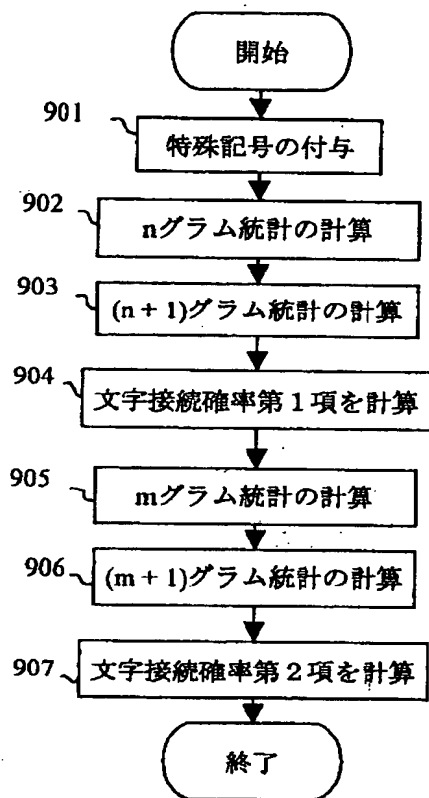 開始
901
特殊記号の付与
902
nグラム統計の計算
903
(n + 1)グラム統計の計算
904
文字接続確率第1項を計算
905
mグラム統計の計算
906
(m + 1)グラム統計の計算
907
文字接続確率第2項を計算
終了